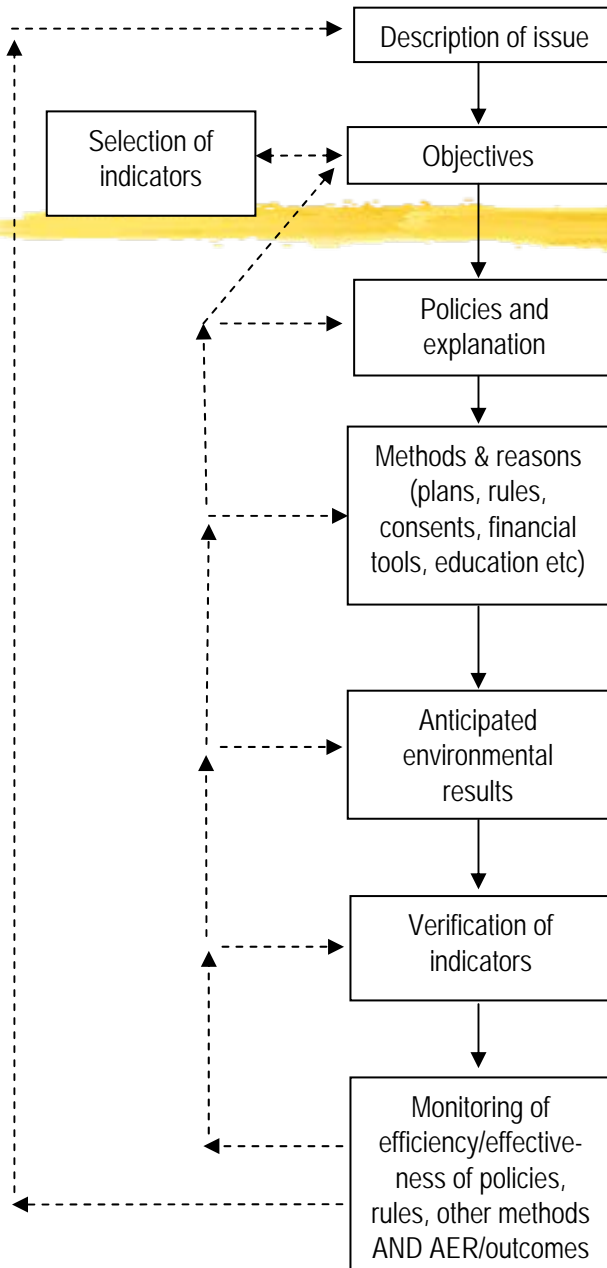 Description of issue
Selection of
indicators
Objectives
Policies and
explanation
Methods & reasons
(plans, rules,
consents, financial
tools, education etc)
Anticipated
environmental
results
Verification of
indicators
Monitoring of
efficiency/effective-
ness of policies,
rules, other methods
AND AER/outcomes